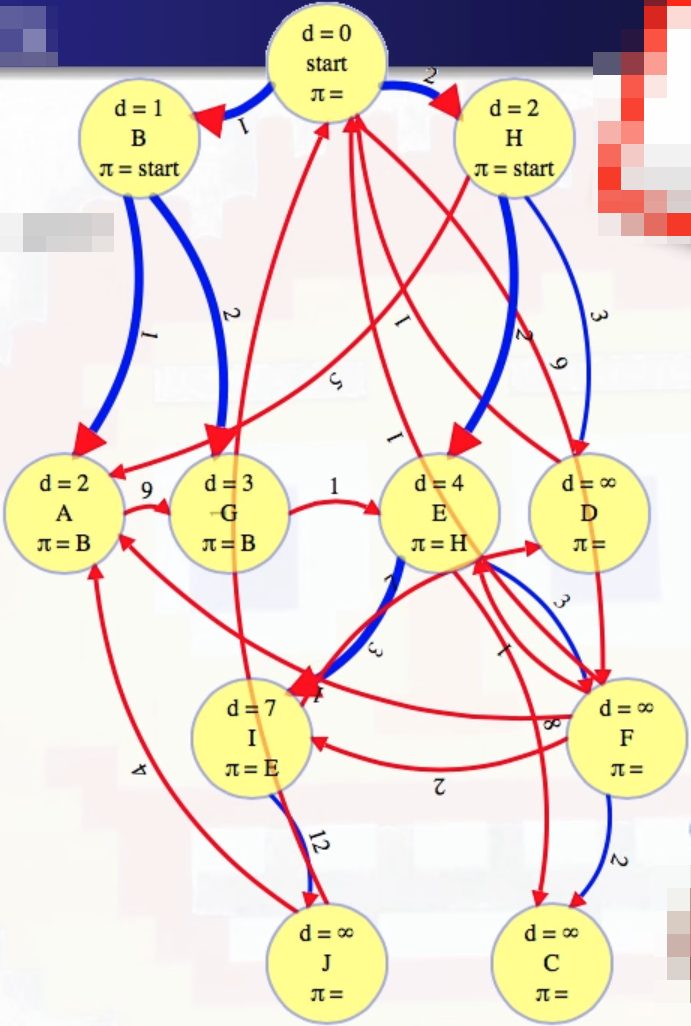 d = 0
start
π =
1
2
d = 1
B
π = start
d = 2
H
π = start
1
2
5
1
2
3
9
1
d = 2
A
π = B
9
d = 3
G
π = B
1
d = 4
E
π = H
d = ∞
D
π =
3
3
1
1
8
d = 7
I
π = E
2
d = ∞
F
π =
4
12
2
d = ∞
J
π =
d = ∞
C
π =